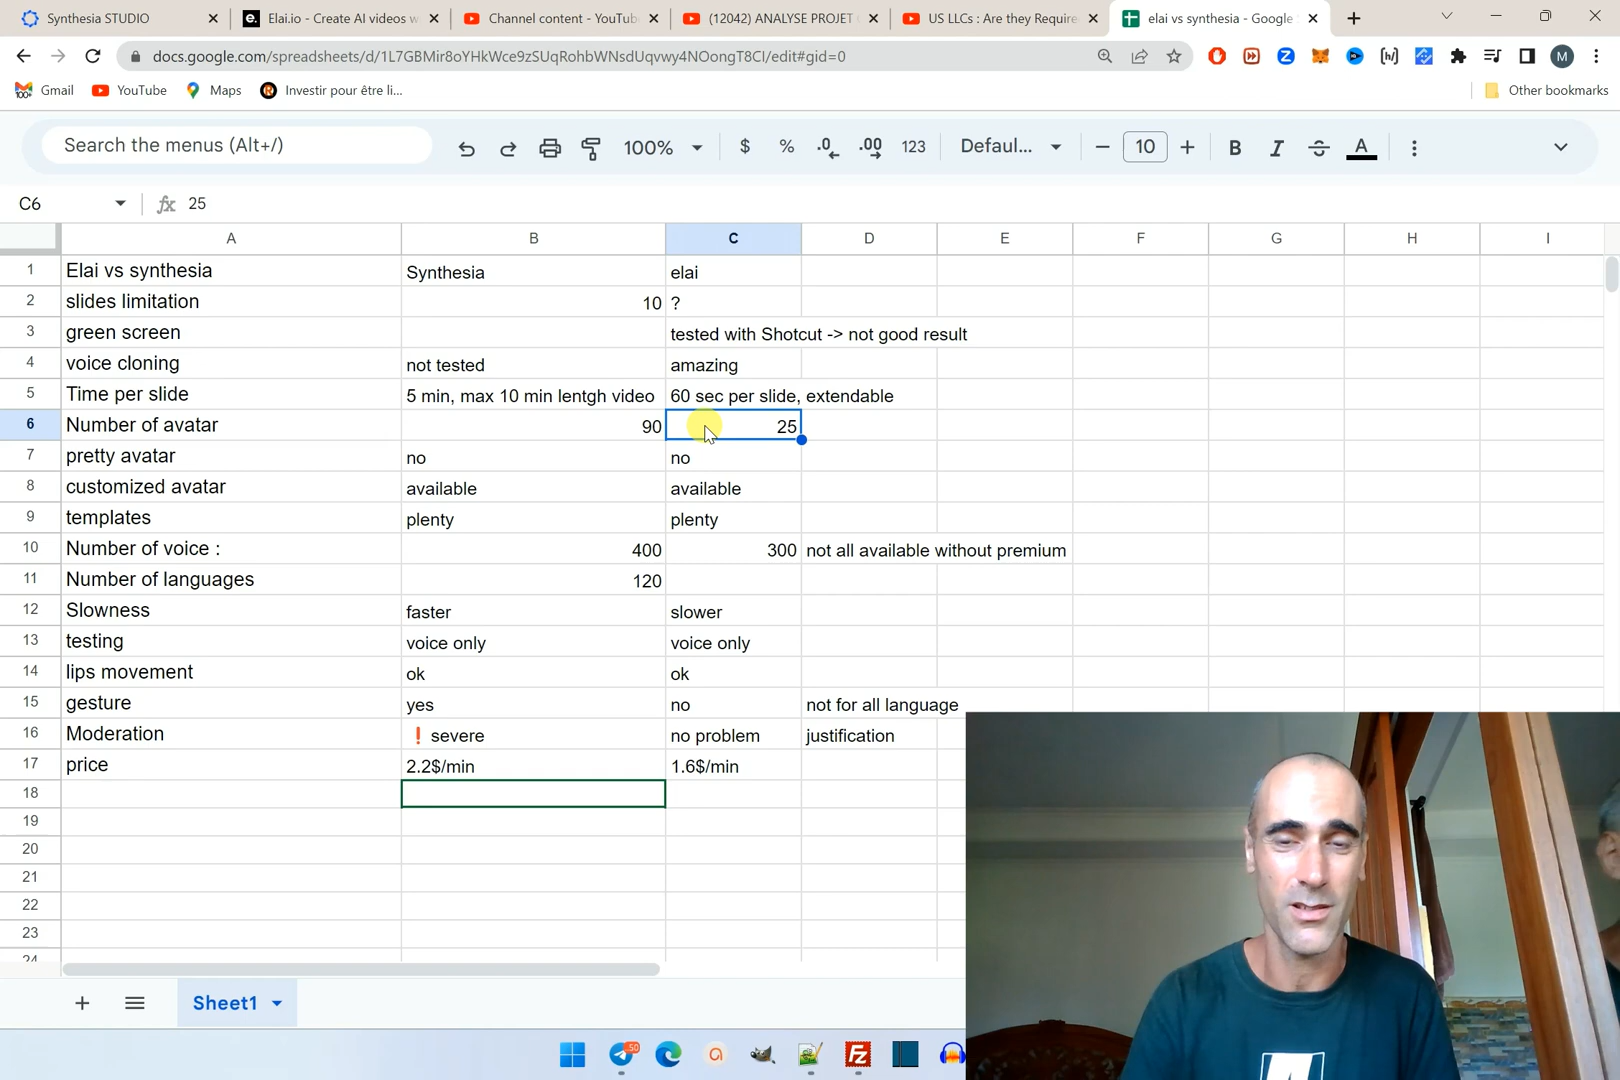 Synthesia STUDIO
Elai.io - Create AI videos w
Channel content - YouTub
(12042) ANALYSE PROJET
US LLCs : Are they Require
elai vs synthesia - Google
docs.google.com/spreadsheets/d/1L7GBMir8oYHkWce9zSUqRohbWNsdUqvwy4NOongT8CI/edit#gid=0
M
100+
Gmail
YouTube
Maps
Investir pour être li...
Other bookmarks
Search the menus (Alt+/)
100%
$
%
.0
.00
123
Defaul...
10
B
I
A
C6
fx
25
A B C D E F G H I
1 Elai vs synthesia Synthesia elai
2 slides limitation 10 ?
3 green screen tested with Shotcut -> not good result
4 voice cloning not tested amazing
5 Time per slide 5 min, max 10 min lentgh video 60 sec per slide, extendable
6 Number of avatar 90 25
7 pretty avatar no no
8 customized avatar available available
9 templates plenty plenty
10 Number of voice : 400 300 not all available without premium
11 Number of languages 120
12 Slowness faster slower
13 testing voice only voice only
14 lips movement ok ok
15 gesture yes no not for all language
16 Moderation ❗ severe no problem justification
17 price 2.2$/min 1.6$/min
18
19
20
21
22
23
24
Sheet1
50